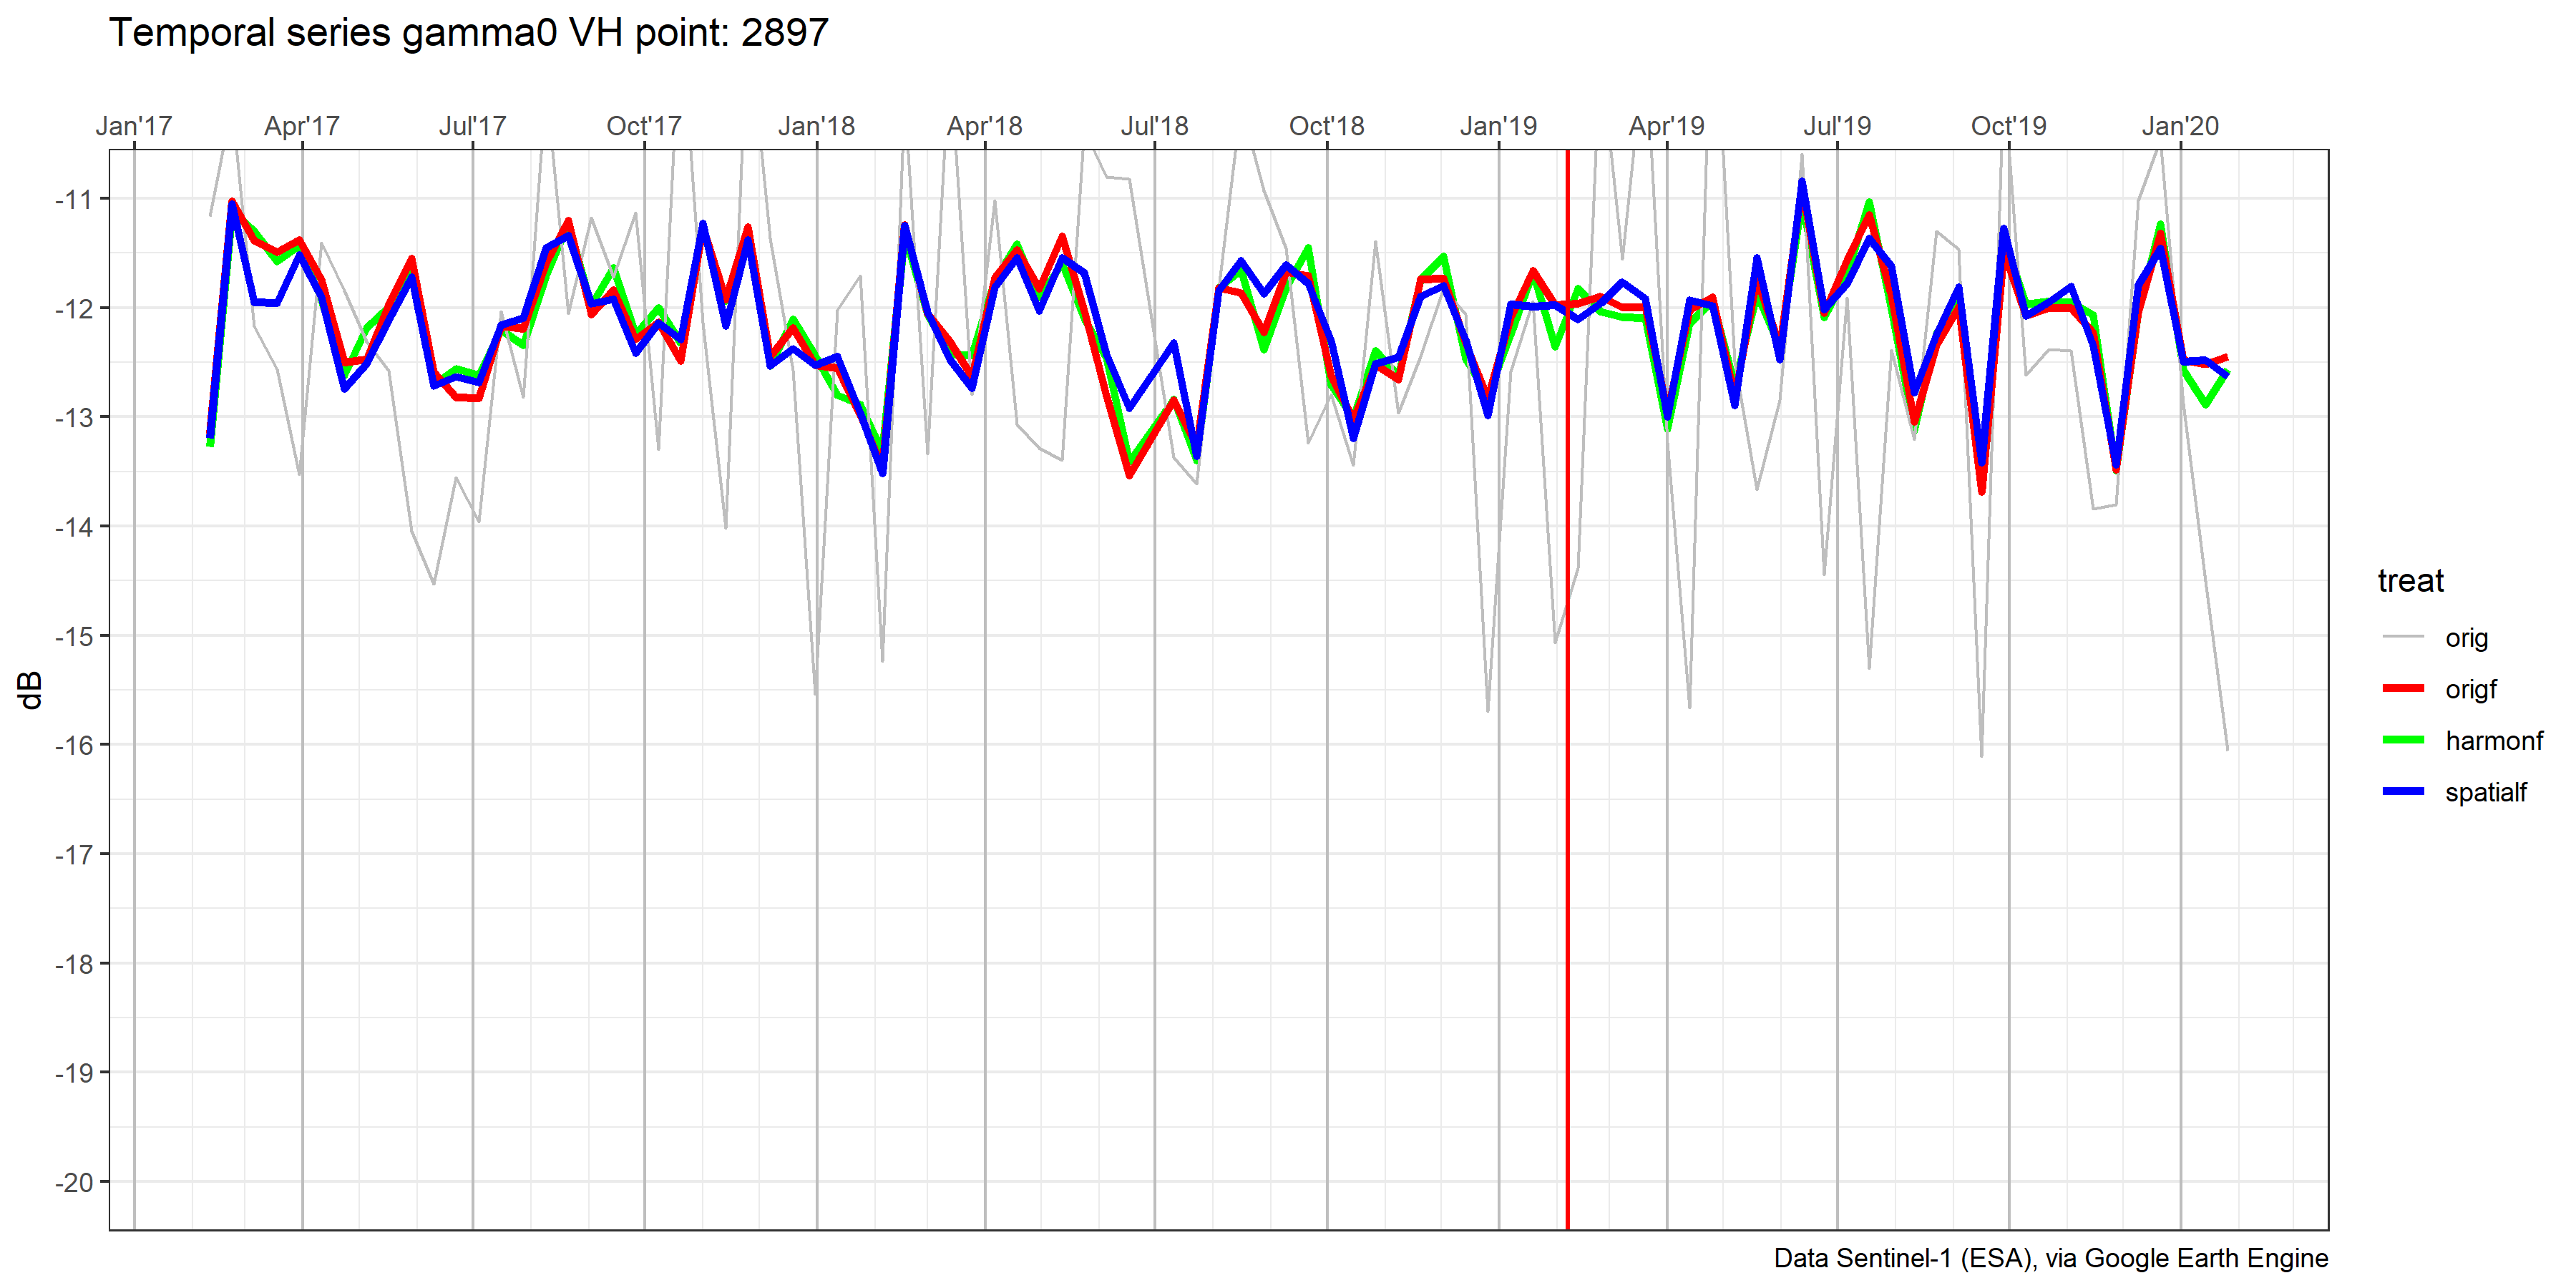 Temporal series gamma0 VH point: 2897
Jan'17 Apr'17 Jul'17 Oct'17 Jan'18 Apr'18 Jul'18 Oct'18 Jan'19 Apr'19 Jul'19 Oct'19 Jan'20
-11
-12
-13
-14
-15
-16
-17
-18
-19
-20
dB
treat
orig
origf
harmonf
spatialf
Data Sentinel-1 (ESA), via Google Earth Engine